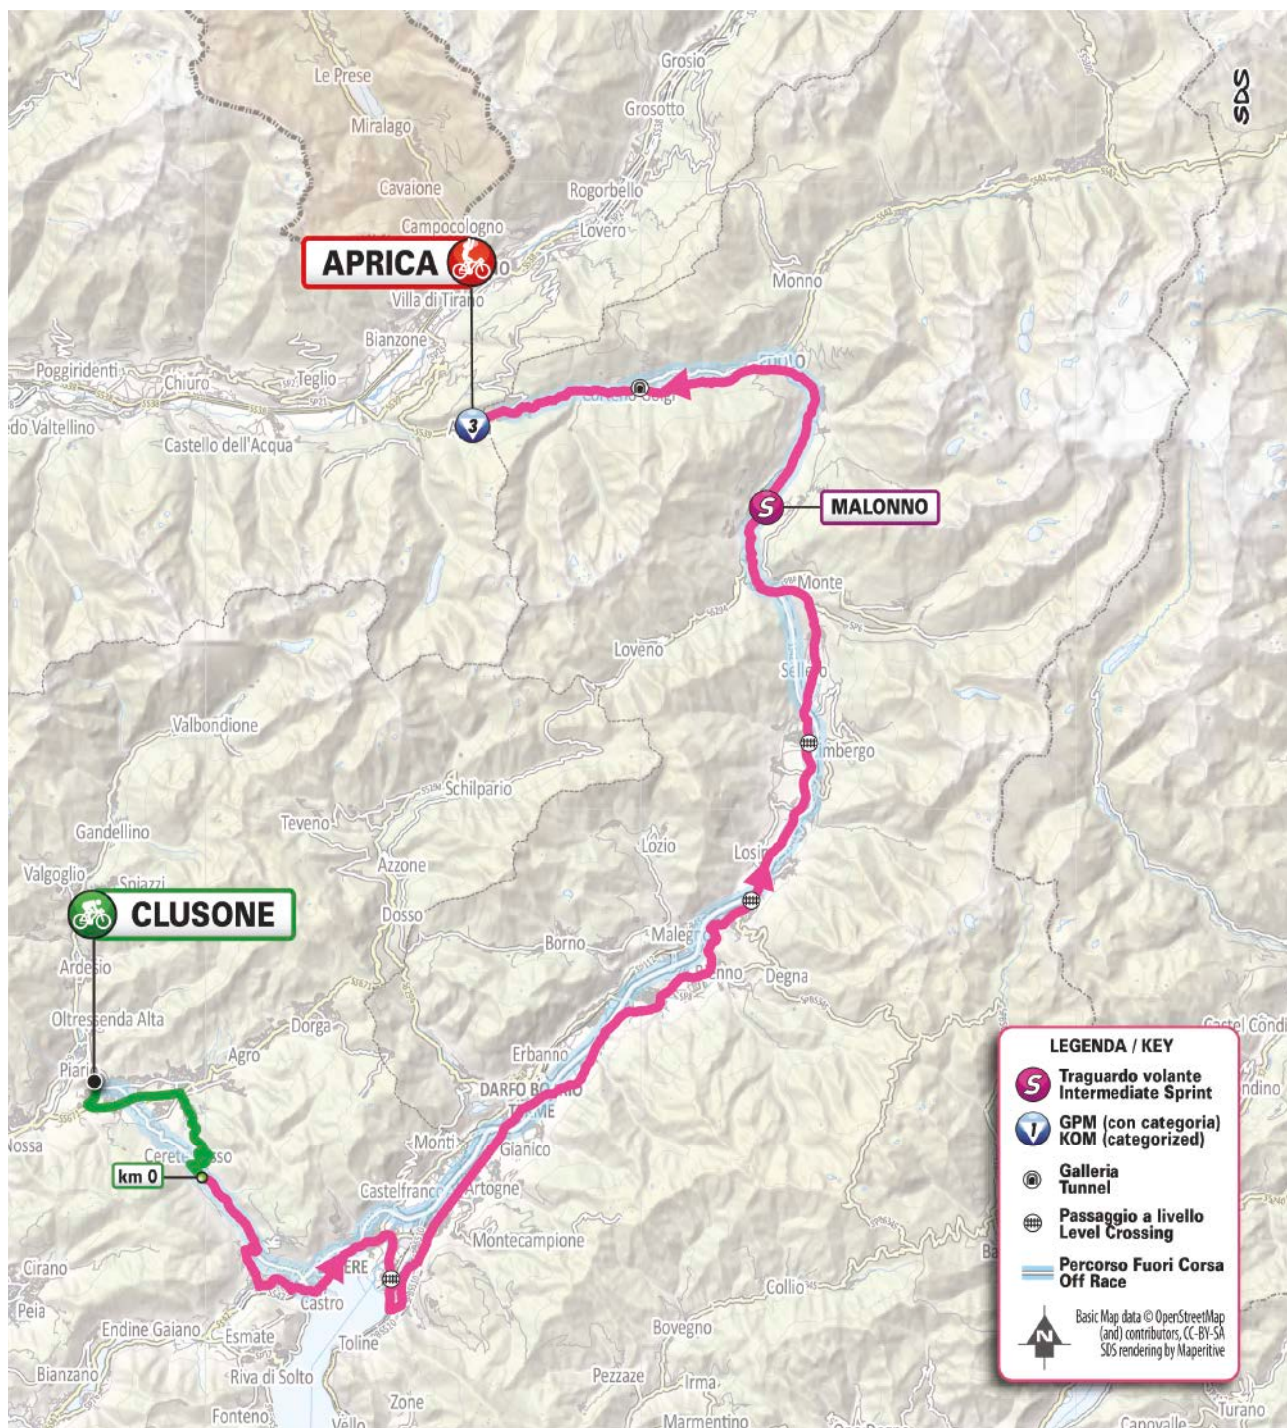 Grosio
Le Prese
SDS
Grosotto
Miralago
Cavaione
Rogorbello
Campocologno
Lovero
APRICA
Monno
Villa di Tirano
Bianzone
Poggiridenti
Teglio
Chiuro
SS38
SS39
Castello dell'Acqua
3
S
MALONNO
Monte
SP6
Loveno
Valbondione
Schilpario
Gandellino
Teveno
Lozio
Azzone
Valgoglio
CLUSONE
Dosso
Borno
Ardesio
Degna
Oltressenda Alta
Dorga
Agro
Erbanno
Monti
Gianico
km 0
Castelfranco
Artogne
Montecampione
Cirano
Castro
Collio
Peia
Endine Gaiano
Esmate
Toline
Bovegno
Bianzano
Riva di Solto
Pezzaze
Irma
Zone
Fonteno
Marmentino
Turano
LEGENDA / KEY
S Traguardo volante
Intermediate Sprint
1 GPM (con categoria)
KOM (categorized)
Galleria
Tunnel
Passaggio a livello
Level Crossing
Percorso Fuori Corsa
Off Race
N
Basic Map data © OpenStreetMap
(and) contributors, CC-BY-SA
SDS rendering by Maperitive